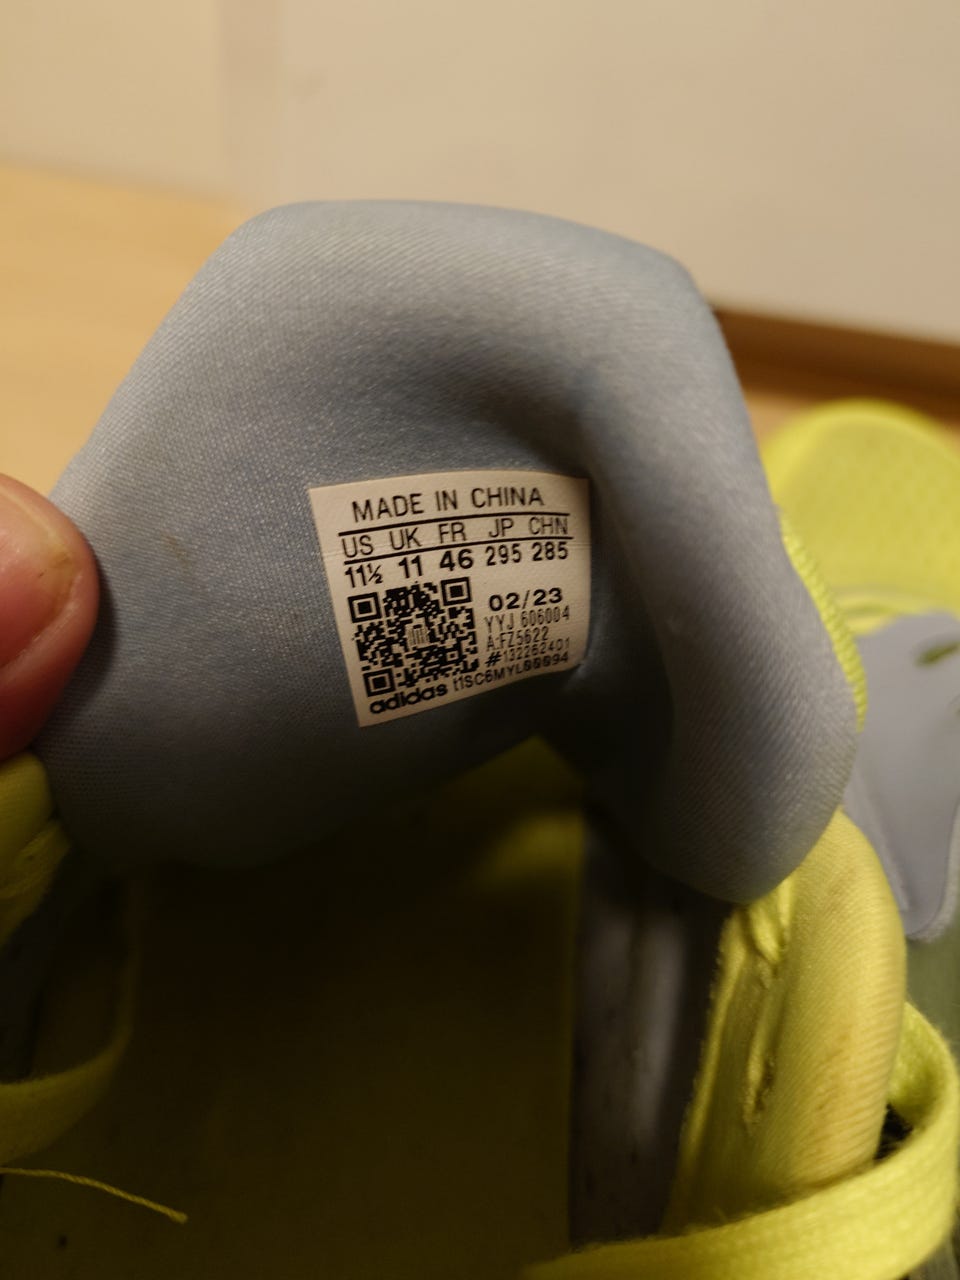 MADE IN CHINA
US UK FR JP CHN
11½ 11 46 295 285
02/23
YYJ 606004
A:FZ5622
#132262401
adidas t1SC6MYL00094